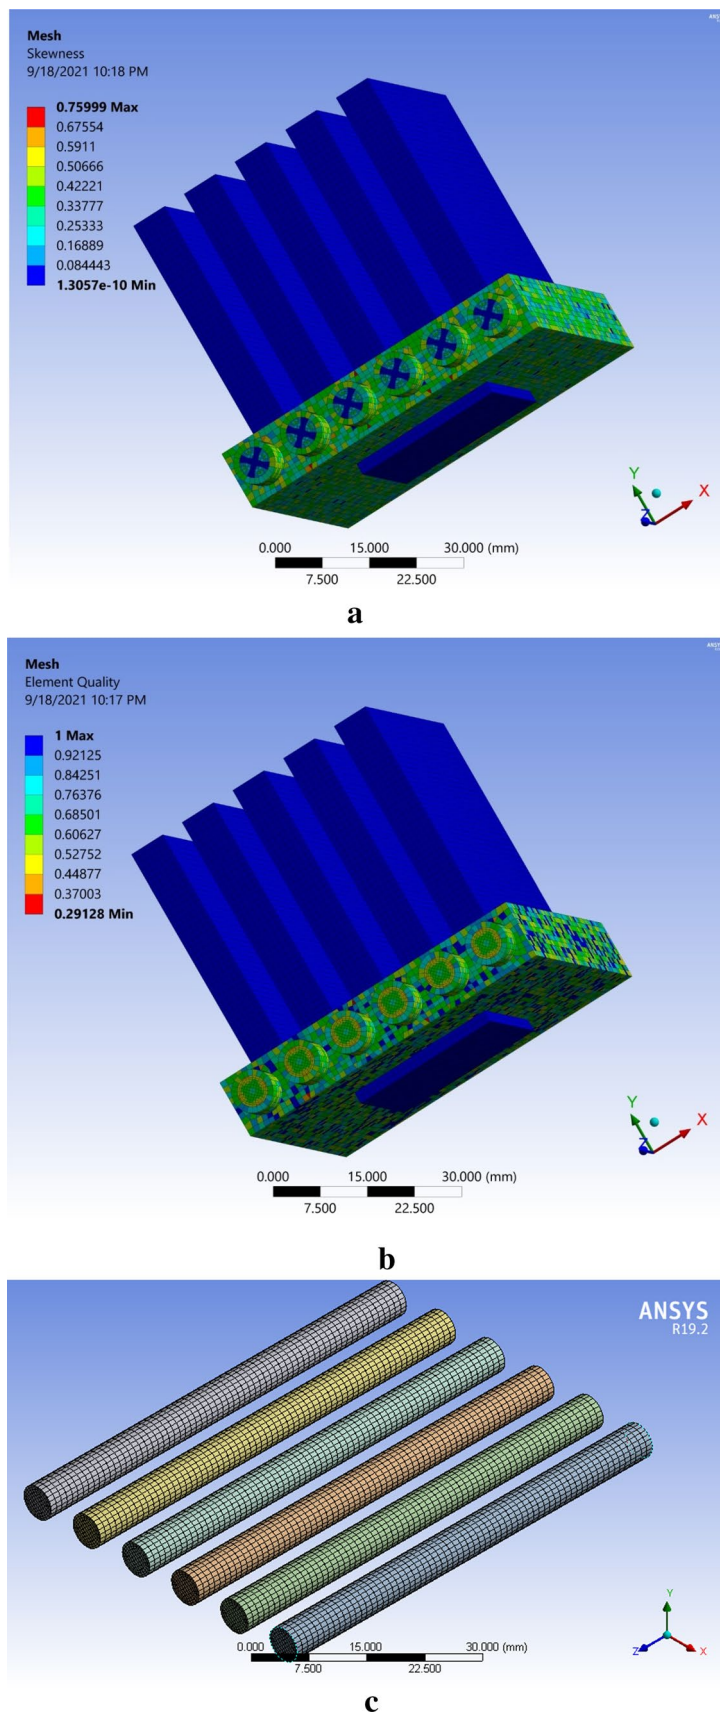 ANSYS
Mesh
Skewness
9/18/2021 10:18 PM
0.75999 Max
0.67554
0.5911
0.50666
0.42221
0.33777
0.25333
0.16889
0.084443
1.3057e-10 Min
Y
X
Z
0.000 15.000 30.000 (mm)
7.500 22.500
a
Mesh
Element Quality
9/18/2021 10:17 PM
1 Max
0.92125
0.84251
0.76376
0.68501
0.60627
0.52752
0.44877
0.37003
0.29128 Min
Y
X
Z
0.000 15.000 30.000 (mm)
7.500 22.500
b
ANSYS
R19.2
Y
Z X
0.000 15.000 30.000 (mm)
7.500 22.500
c